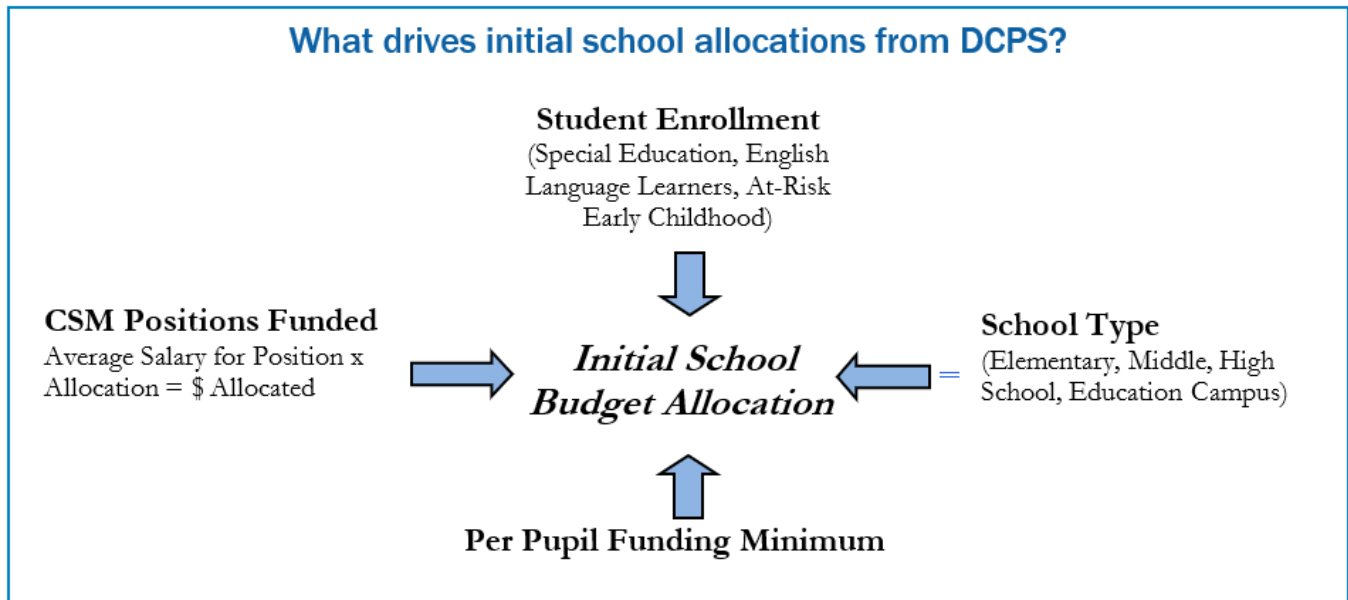 What drives initial school allocations from DCPS?
Student Enrollment
(Special Education, English
Language Learners, At-Risk
Early Childhood)
CSM Positions Funded
Average Salary for Position x
Allocation = $ Allocated
Initial School
Budget Allocation
=
School Type
(Elementary, Middle, High
School, Education Campus)
Per Pupil Funding Minimum